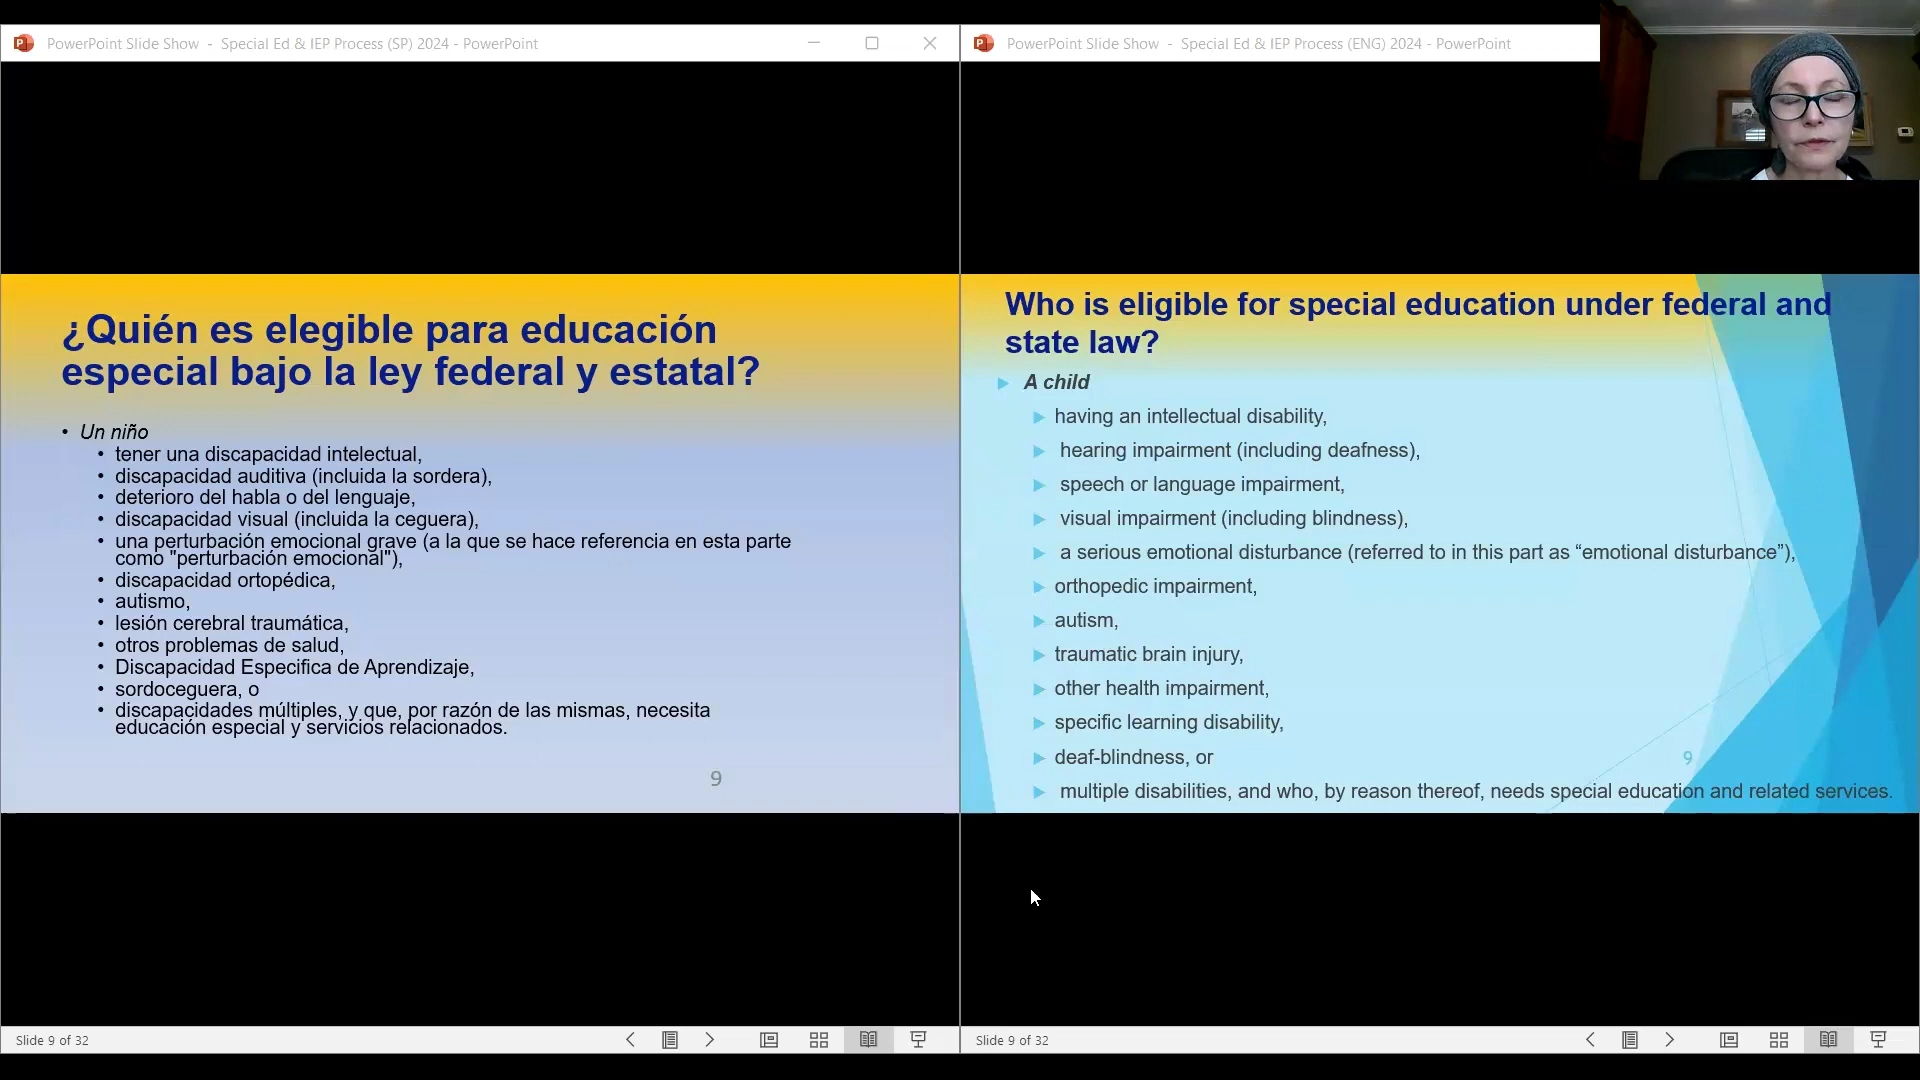 PowerPoint Slide Show - Special Ed & IEP Process (SP) 2024 - PowerPoint
¿Quién es elegible para educación
especial bajo la ley federal y estatal?
• Un niño
• tener una discapacidad intelectual,
• discapacidad auditiva (incluida la sordera),
• deterioro del habla o del lenguaje,
• discapacidad visual (incluida la ceguera),
• una perturbación emocional grave (a la que se hace referencia en esta parte
como "perturbación emocional"),
• discapacidad ortopédica,
• autismo,
• lesión cerebral traumática,
• otros problemas de salud,
• Discapacidad Especifica de Aprendizaje,
• sordoceguera, o
• discapacidades múltiples, y que, por razón de las mismas, necesita
educación especial y servicios relacionados.
9
Slide 9 of 32
PowerPoint Slide Show - Special Ed & IEP Process (ENG) 2024 - PowerPoint
Who is eligible for special education under federal and
state law?
A child
having an intellectual disability,
hearing impairment (including deafness),
speech or language impairment,
visual impairment (including blindness),
a serious emotional disturbance (referred to in this part as “emotional disturbance”),
orthopedic impairment,
autism,
traumatic brain injury,
other health impairment,
specific learning disability,
deaf-blindness, or
9
multiple disabilities, and who, by reason thereof, needs special education and related services.
Slide 9 of 32